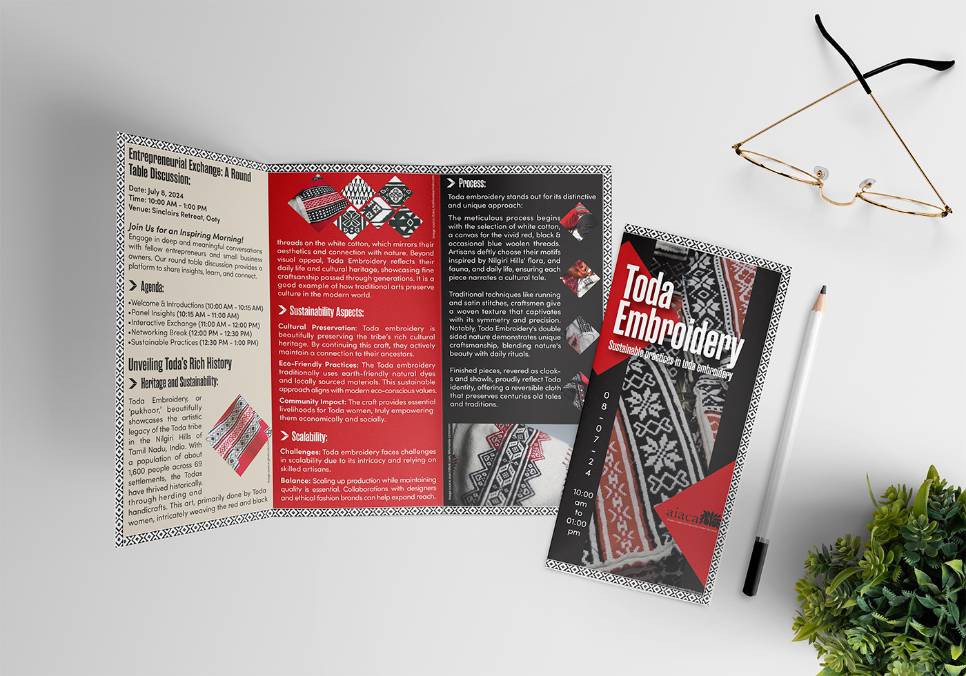 Entrepreneurial Exchange: A Round
Table Discussion:
Date: July 8, 2024
Time: 10:00 AM - 1:00 PM
Venue: Sinclairs Retreat, Ooty
Join Us for an Inspiring Morning!
Engage in deep and meaningful conversations
with fellow entrepreneurs and small business
owners. Our round table discussion provides a
platform to share insights, learn, and connect.
Agenda:
•Welcome & Introductions (10:00 AM - 10:15 AM)
•Panel Insights (10:15 AM - 11:00 AM)
•Interactive Exchange (11:00 AM - 12:00 PM)
•Networking Break (12:00 PM - 12:30 PM)
•Sustainable Practices (12:30 PM - 1:00 PM)
Unveiling Toda's Rich History
Heritage and Sustainability:
Toda Embroidery, or
'pukhoor,' beautifully
showcases the artistic
legacy of the Toda tribe
in the Nilgiri Hills of
Tamil Nadu, India. With
a population of about
1,600 people across 69
settlements, the Todas
have thrived historically
through herding and
handicrafts. This art, primarily done by Toda
women, intricately weaving the red and black
threads on the white cotton, which mirrors their
aesthetics and connection with nature. Beyond
visual appeal, Toda Embroidery reflects their
daily life and cultural heritage, showcasing fine
craftsmanship passed through generations. It is a
good example of how traditional arts preserve
culture in the modern world.
Sustainability Aspects:
Cultural Preservation: Toda embroidery is
beautifully preserving the tribe's rich cultural
heritage. By continuing this craft, they actively
maintain a connection to their ancestors.
Eco-Friendly Practices: The Toda embroidery
traditionally uses earth-friendly natural dyes
and locally sourced materials. This sustainable
approach aligns with modern eco-conscious values.
Community Impact: The craft provides essential
livelihoods for Toda women, truly empowering
them economically and socially.
Scalability:
Challenges: Toda embroidery faces challenges
in scalability due to its intricacy and relying on
skilled artisans.
Balance: Scaling up production while maintaining
quality is essential. Collaborations with designers
and ethical fashion brands can help expand reach.
Process:
Toda embroidery stands out for its distinctive
and unique approach:
The meticulous process begins
with the selection of white cotton,
a canvas for the vivid red, black &
occasional blue woolen threads.
Artisans deftly choose their motifs
inspired by Nilgiri Hills' flora, and
fauna, and daily life, ensuring each
piece narrates a cultural tale.
Traditional techniques like running
and satin stitches, craftsmen give
a woven texture that captivates
with its symmetry and precision.
Notably, Toda Embroidery's double
sided nature demonstrates unique
craftsmanship, blending nature's
beauty with daily rituals.
Finished pieces, revered as cloak-
s and shawls, proudly reflect Toda
identity, offering a reversible cloth
that preserves centuries old tales
and traditions.
Toda
Embroidery
Sustainable practices in toda embroidery
08-07-24
10:00
am
to
01:00
pm
aiaca